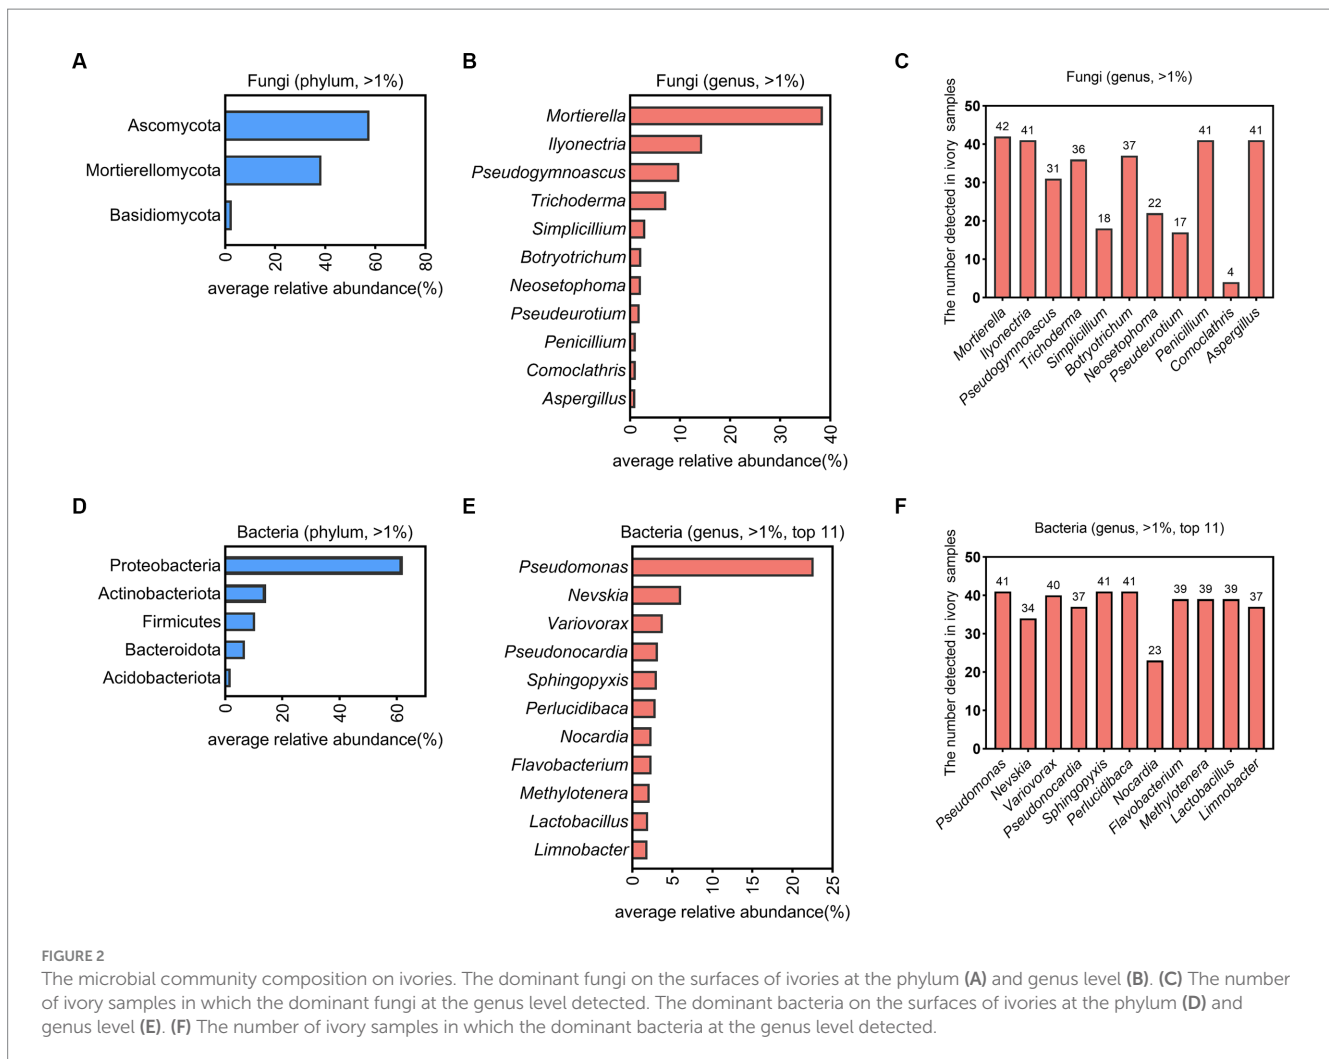 A
Fungi (phylum, >1%)
Ascomycota
Mortierellomycota
Basidiomycota
0 20 40 60 80
average relative abundance(%)
B
Fungi (genus, >1%)
Mortierella
Ilyonectria
Pseudogymnoascus
Trichoderma
Simplicillium
Botryotrichum
Neosetophoma
Pseudeurotium
Penicillium
Comoclathris
Aspergillus
0 10 20 30 40
average relative abundance(%)
C
Fungi (genus, >1%)
The number detected in ivory samples
50
40
30
20
10
0
42 41 31 36 18 37 22 17 41 4 41
Mortierella Ilyonectria Pseudogymnoascus Trichoderma Simplicillium Botryotrichum Neosetophoma Pseudeurotium Penicillium Comoclathris Aspergillus
D
Bacteria (phylum, >1%)
Proteobacteria
Actinobacteriota
Firmicutes
Bacteroidota
Acidobacteriota
0 20 40 60
average relative abundance(%)
E
Bacteria (genus, >1%, top 11)
Pseudomonas
Nevskia
Variovorax
Pseudonocardia
Sphingopyxis
Perlucidibaca
Nocardia
Flavobacterium
Methylotenera
Lactobacillus
Limnobacter
0 5 10 15 20 25
average relative abundance(%)
F
Bacteria (genus, >1%, top 11)
The number detected in ivory samples
50
40
30
20
10
0
41 34 40 37 41 41 23 39 39 39 37
Pseudomonas Nevskia Variovorax Pseudonocardia Sphingopyxis Perlucidibaca Nocardia Flavobacterium Methylotenera Lactobacillus Limnobacter
FIGURE 2
The microbial community composition on ivories. The dominant fungi on the surfaces of ivories at the phylum (A) and genus level (B). (C) The number
of ivory samples in which the dominant fungi at the genus level detected. The dominant bacteria on the surfaces of ivories at the phylum (D) and
genus level (E). (F) The number of ivory samples in which the dominant bacteria at the genus level detected.